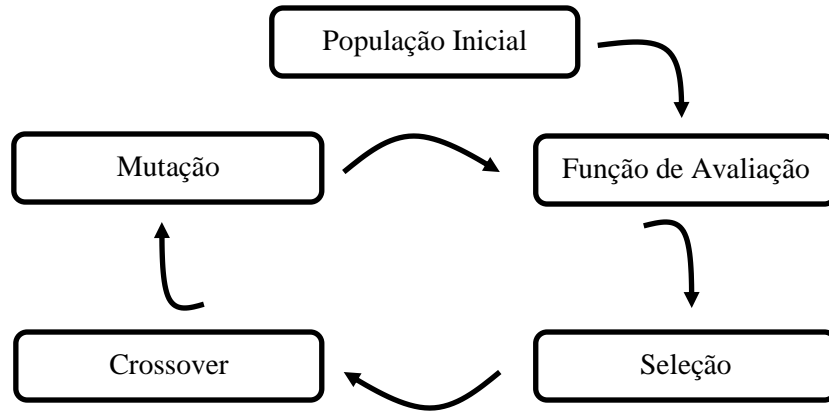 População Inicial
Mutação
Função de Avaliação
Crossover
Seleção